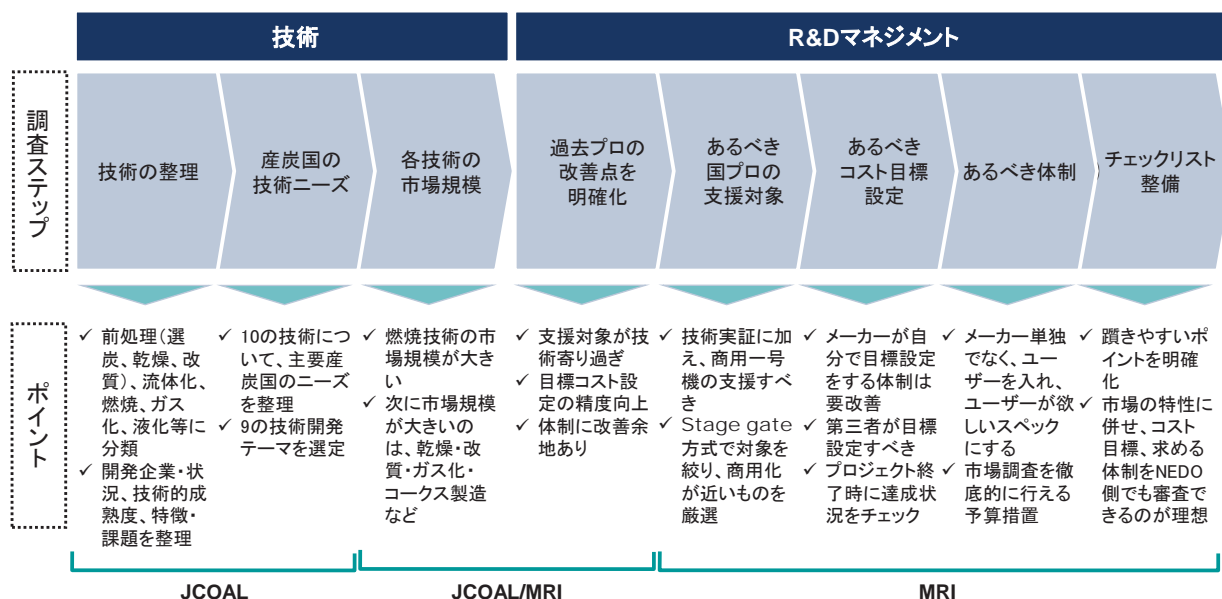 技術
R&Dマネジメント
調査ステップ
技術の整理
産炭国の
技術ニーズ
各技術の
市場規模
過去プロの
改善点を
明確化
あるべき
国プロの
支援対象
あるべき
コスト目標
設定
あるべき体制
チェックリスト
整備
ポイント
✓ 前処理(選
炭、乾燥、改
質)、流体化、
燃焼、ガス
化、液化等に
分類
✓ 開発企業・状
況、技術的成
熟度、特徴・
課題を整理
✓ 10の技術につ
いて、主要産
炭国のニーズ
を整理
✓ 9の技術開発
テーマを選定
✓ 燃焼技術の市
場規模が大き
い
✓ 次に市場規模
が大きいの
は、乾燥・改
質・ガス化・
コークス製造
など
✓ 支援対象が技
術寄り過ぎ
✓ 目標コスト設
定の精度向上
✓ 体制に改善余
地あり
✓ 技術実証に加
え、商用一号
機の支援すべ
き
✓ Stage gate
方式で対象を
絞り、商用化
が近いものを
厳選
✓ メーカーが自
分で目標設定
をする体制は
要改善
✓ 第三者が目標
設定すべき
✓ プロジェクト終
了時に達成状
況をチェック
✓ メーカー単独
でなく、ユー
ザーを入れ、
ユーザーが欲
しいスペック
にする
✓ 市場調査を徹
底的に行える
予算措置
✓ 躓きやすいポ
イントを明確
化
✓ 市場の特性に
併せ、コスト
目標、求める
体制をNEDO
側でも審査で
きるのが理想
JCOAL
JCOAL/MRI
MRI